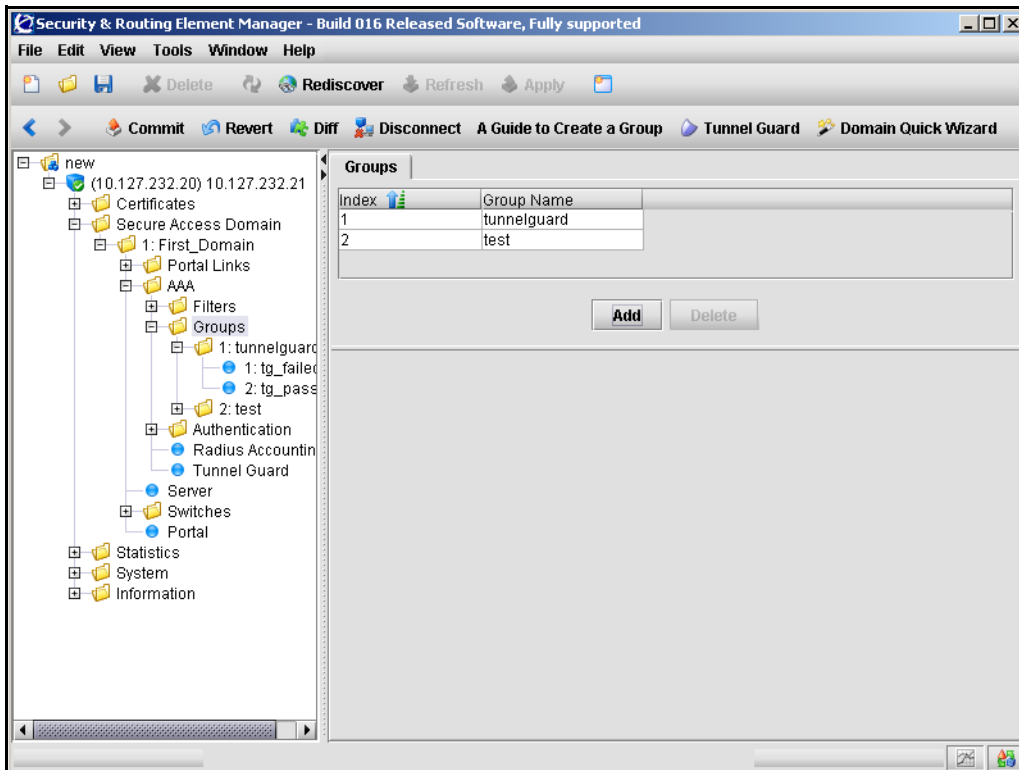 Security & Routing Element Manager - Build 016 Released Software, Fully supported
File Edit View Tools Window Help
Delete Rediscover Refresh Apply
Commit Revert Diff Disconnect A Guide to Create a Group Tunnel Guard Domain Quick Wizard
new
(10.127.232.20) 10.127.232.21
Certificates
Secure Access Domain
1: First_Domain
Portal Links
AAA
Filters
Groups
1: tunnelguard
1: tg_failed
2: tg_pass
2: test
Authentication
Radius Accountin
Tunnel Guard
Server
Switches
Portal
Statistics
System
Information
Groups
Index Group Name
1 tunnelguard
2 test
Add Delete